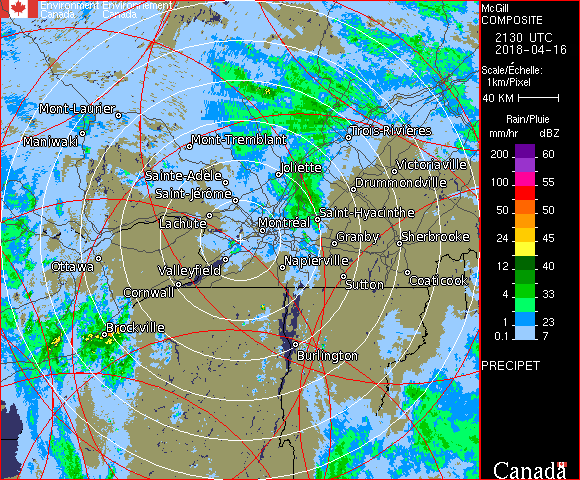 Environment Environnement
Canada Canada
McGill
COMPOSITE
2130 UTC
2018-04-16
Scale/Échelle:
1km/Pixel
40 KM
Rain/Pluie
mm/hr dBZ
200 60
100 55
50 50
24 45
12 40
4 33
1 23
0.1 7
PRECIPET
Canada
Mont-Laurier
Maniwaki
Mont-Tremblant
Trois-Rivières
Sainte-Adèle
Joliette
Victoriaville
Saint-Jérôme
Drummondville
Lachute
Montréal
Saint-Hyacinthe
Granby
Sherbrooke
Ottawa
Valleyfield
Napierville
Cornwall
Sutton
Coaticook
Brockville
Burlington